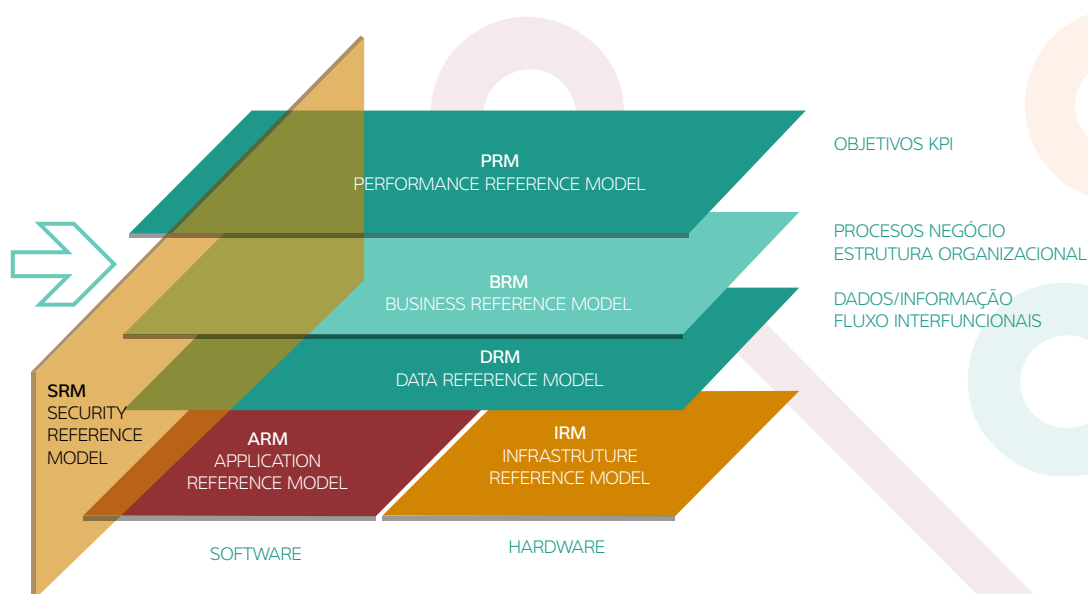 PRM
PERFORMANCE REFERENCE MODEL
OBJETIVOS KPI
BRM
BUSINESS REFERENCE MODEL
PROCESOS NEGÓCIO
ESTRUTURA ORGANIZACIONAL
DRM
DATA REFERENCE MODEL
DADOS/INFORMAÇÃO
FLUXO INTERFUNCIONAIS
SRM
SECURITY
REFERENCE
MODEL
ARM
APPLICATION
REFERENCE MODEL
IRM
INFRASTRUTURE
REFERENCE MODEL
SOFTWARE
HARDWARE